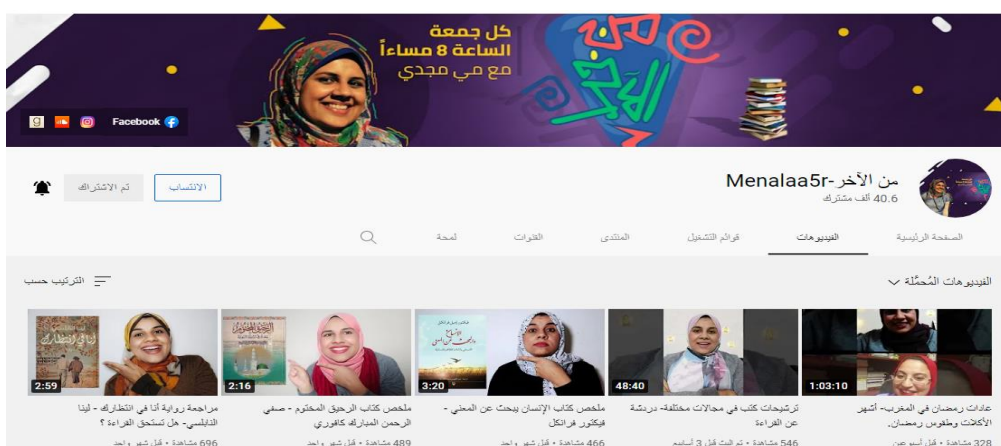 كل جمعة
الساعة 8 مساءاً
مع مي مجدي
من الآخر
Facebook
من الآخر-Menalaa5r
40.6 ألف مشترك
الانتساب
تم الاشتراك
الصفحة الرئيسية
الفيديوهات
قوائم التشغيل
المنتدى
القنوات
لمحة
الفيديوهات المُحمَّلة
الترتيب حسب
1:03:10
48:40
3:20
2:16
2:59
عادات رمضان في المغرب- أشهر
الأكلات وطقوس رمضان.
328 مشاهدة • قبل أسبوعين
ترشيحات كتب في مجالات مختلفة- دردشة
عن القراءة
546 مشاهدة • تم البث قبل 3 أسابيع
ملخص كتاب الإنسان يبحث عن المعني -
فيكتور فرانكل
466 مشاهدة • قبل شهر واحد
ملخص كتاب الرحيق المختوم - صفي
الرحمن المبارك كافوري
489 مشاهدة • قبل شهر واحد
مراجعة رواية أنا في انتظارك - لينا
النابلسي- هل تستحق القراءة ؟
696 مشاهدة • قبل شهر واحد